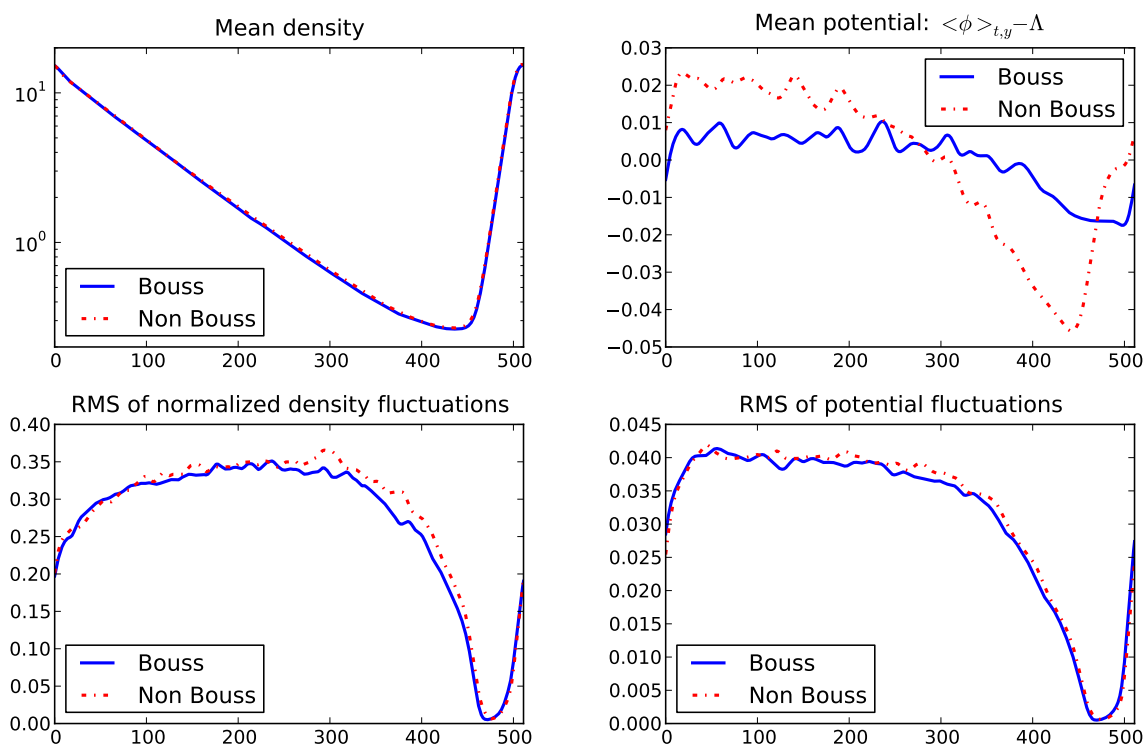 Mean density
10¹
10⁰
Bouss
Non Bouss
0 100 200 300 400 500
Mean potential: <ϕ>ₜ,ᵧ−Λ
0.03
0.02
0.01
0.00
−0.01
−0.02
−0.03
−0.04
−0.05
Bouss
Non Bouss
0 100 200 300 400 500
RMS of normalized density fluctuations
0.40
0.35
0.30
0.25
0.20
0.15
0.10
0.05
0.00
Bouss
Non Bouss
0 100 200 300 400 500
RMS of potential fluctuations
0.045
0.040
0.035
0.030
0.025
0.020
0.015
0.010
0.005
0.000
Bouss
Non Bouss
0 100 200 300 400 500